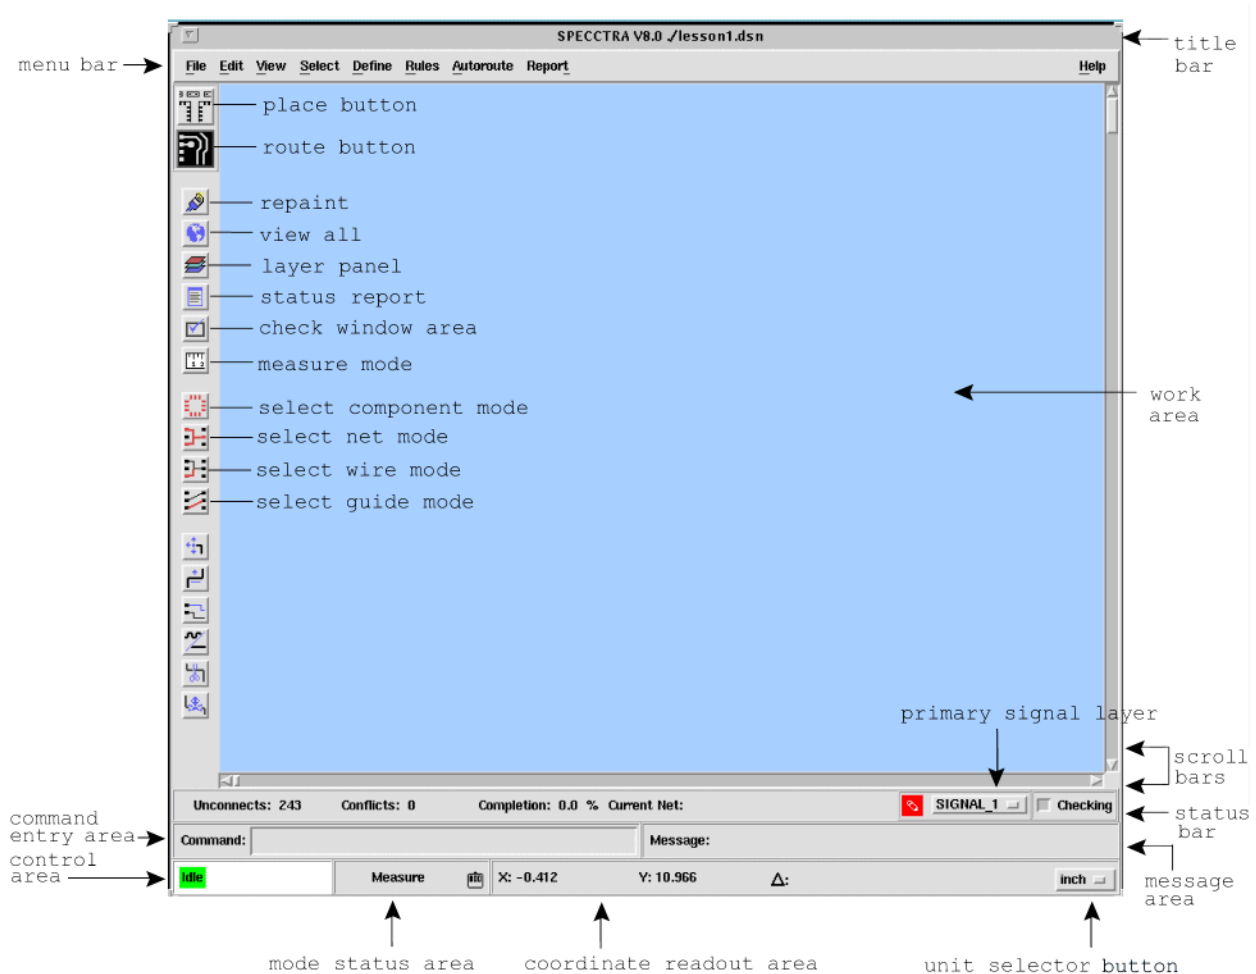 SPECCTRA V8.0 ./lesson1.dsn
title
bar
menu bar
File Edit View Select Define Rules Autoroute Report Help
place button
route button
repaint
view all
layer panel
status report
check window area
measure mode
work
area
select component mode
select net mode
select wire mode
select guide mode
primary signal layer
scroll
bars
Unconnects: 243 Conflicts: 0 Completion: 0.0 % Current Net: SIGNAL_1 Checking
status
bar
command
entry area
Command: Message:
control
area
Idle Measure X: -0.412 Y: 10.966 Δ: inch
message
area
mode status area coordinate readout area unit selector button